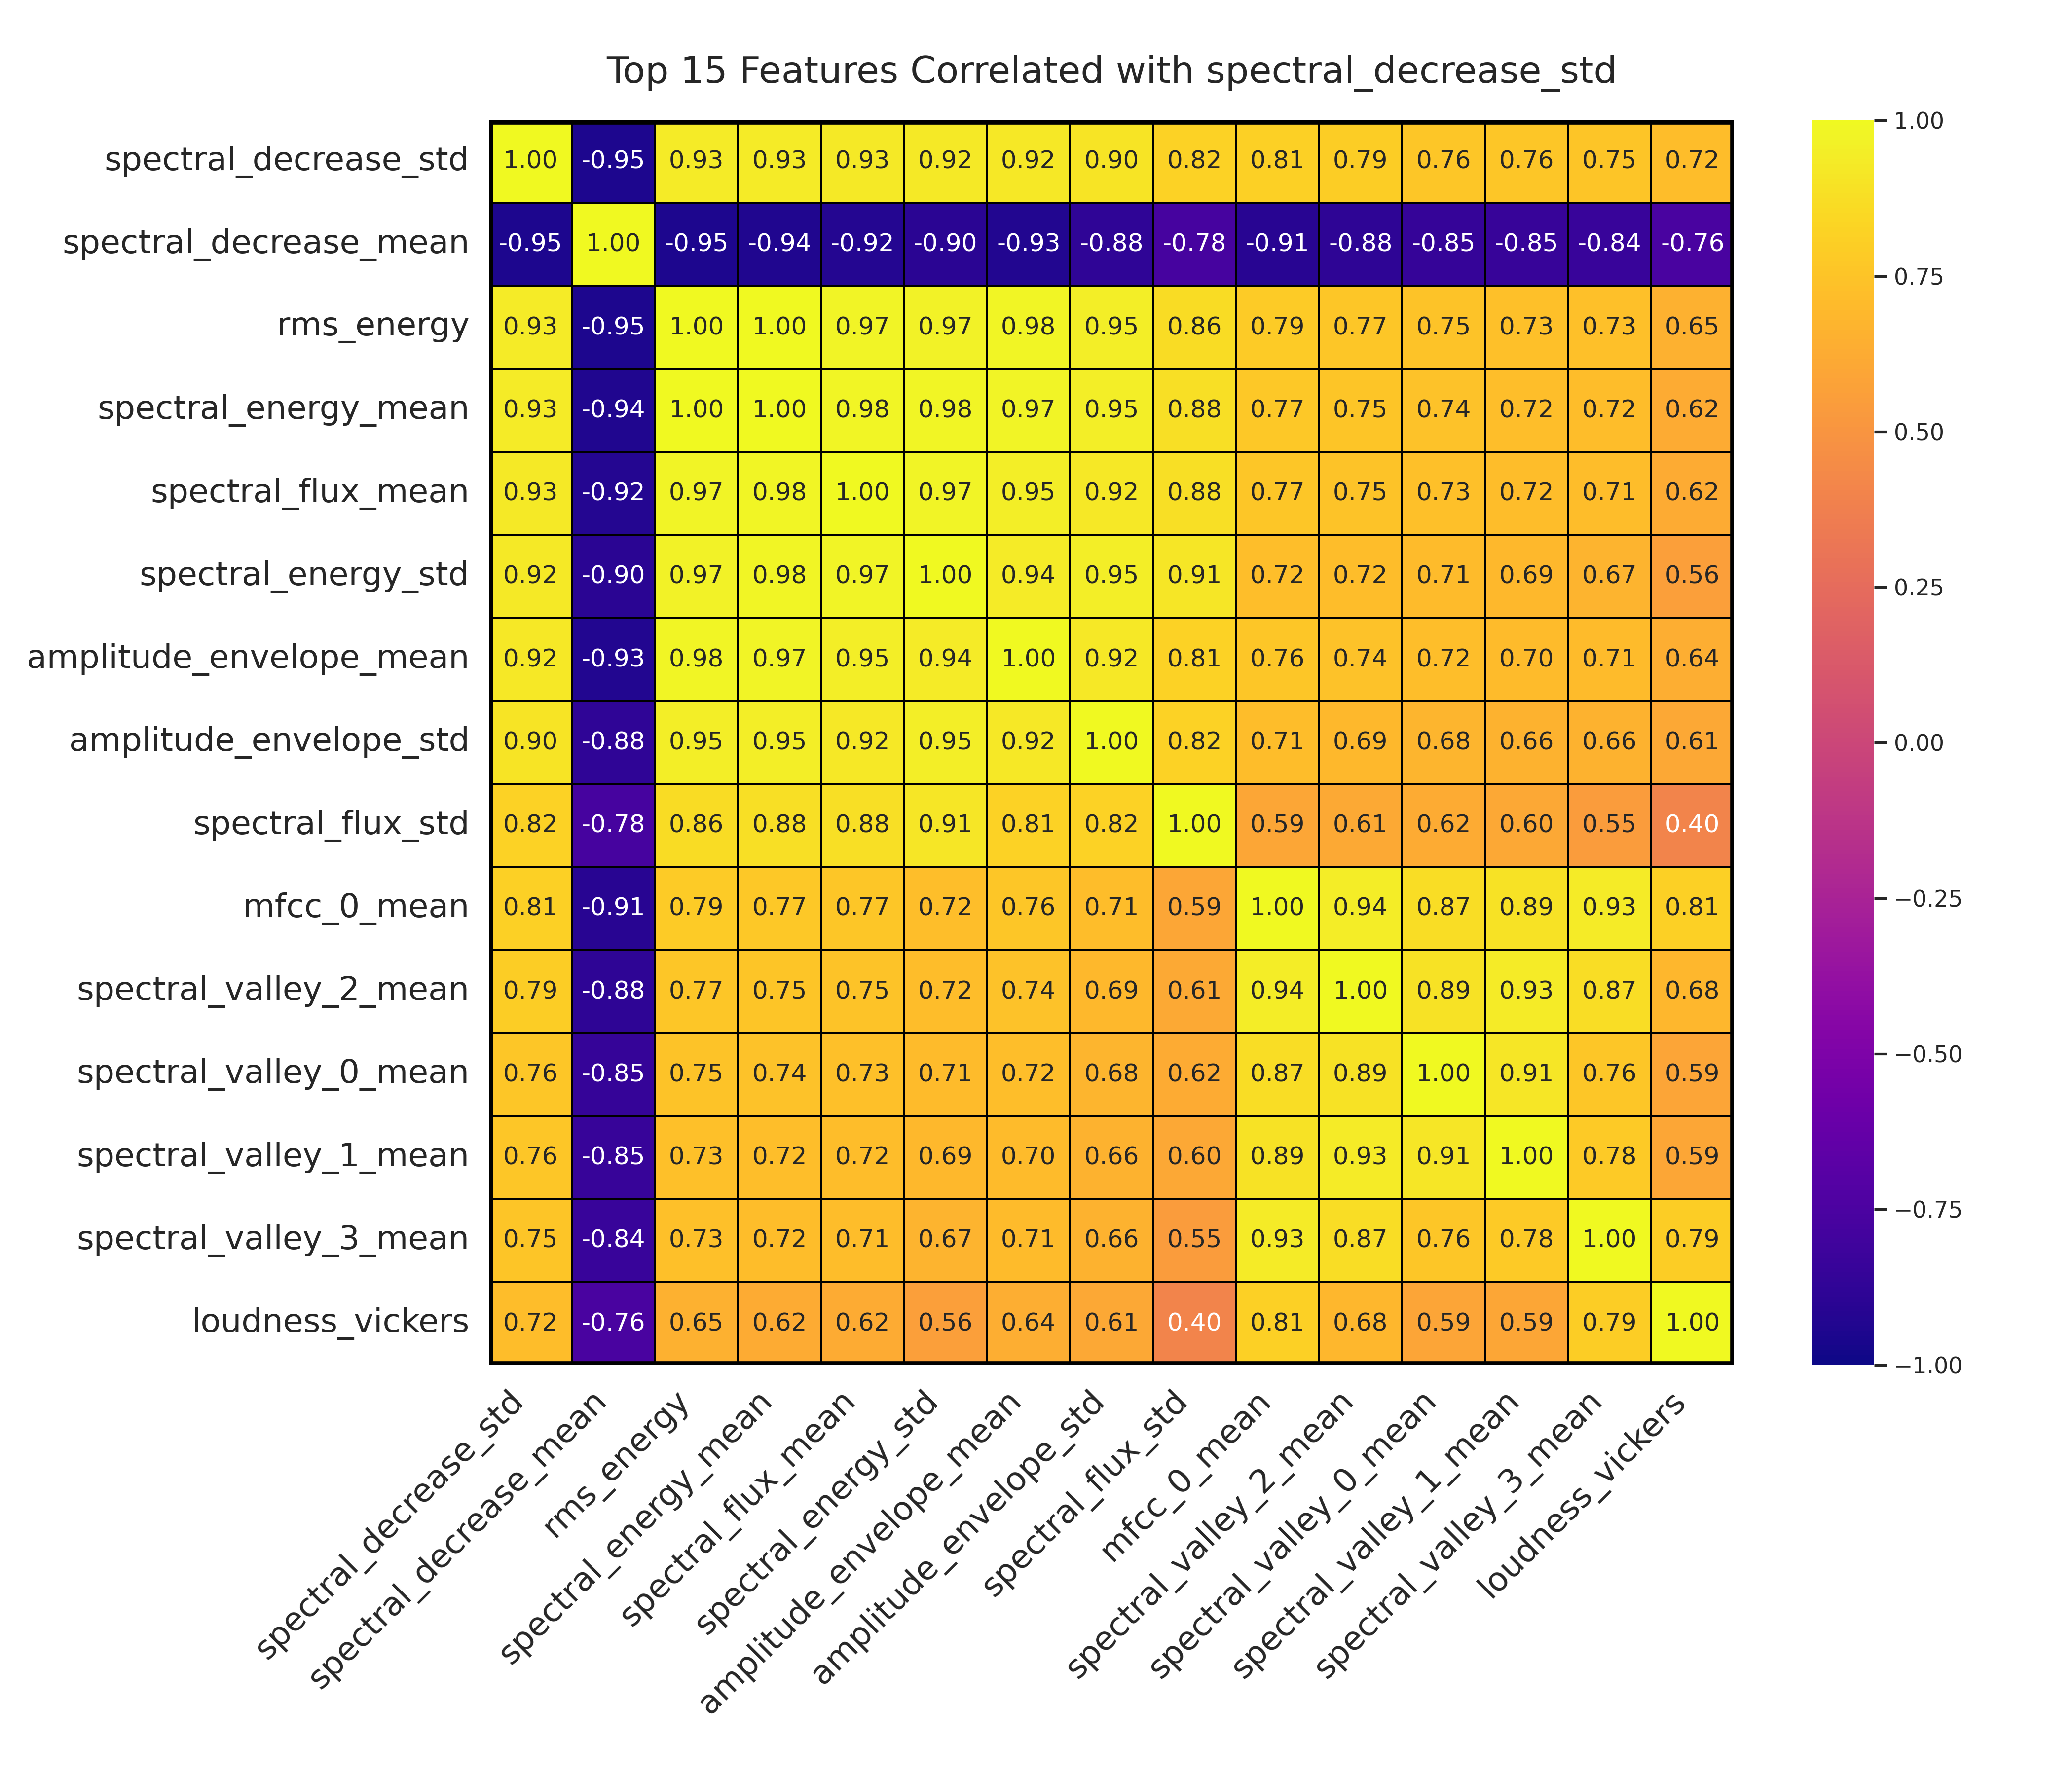 Top 15 Features Correlated with spectral_decrease_std
spectral_decrease_std 1.00 -0.95 0.93 0.93 0.93 0.92 0.92 0.90 0.82 0.81 0.79 0.76 0.76 0.75 0.72
spectral_decrease_mean -0.95 1.00 -0.95 -0.94 -0.92 -0.90 -0.93 -0.88 -0.78 -0.91 -0.88 -0.85 -0.85 -0.84 -0.76
rms_energy 0.93 -0.95 1.00 1.00 0.97 0.97 0.98 0.95 0.86 0.79 0.77 0.75 0.73 0.73 0.65
spectral_energy_mean 0.93 -0.94 1.00 1.00 0.98 0.98 0.97 0.95 0.88 0.77 0.75 0.74 0.72 0.72 0.62
spectral_flux_mean 0.93 -0.92 0.97 0.98 1.00 0.97 0.95 0.92 0.88 0.77 0.75 0.73 0.72 0.71 0.62
spectral_energy_std 0.92 -0.90 0.97 0.98 0.97 1.00 0.94 0.95 0.91 0.72 0.72 0.71 0.69 0.67 0.56
amplitude_envelope_mean 0.92 -0.93 0.98 0.97 0.95 0.94 1.00 0.92 0.81 0.76 0.74 0.72 0.70 0.71 0.64
amplitude_envelope_std 0.90 -0.88 0.95 0.95 0.92 0.95 0.92 1.00 0.82 0.71 0.69 0.68 0.66 0.66 0.61
spectral_flux_std 0.82 -0.78 0.86 0.88 0.88 0.91 0.81 0.82 1.00 0.59 0.61 0.62 0.60 0.55 0.40
mfcc_0_mean 0.81 -0.91 0.79 0.77 0.77 0.72 0.76 0.71 0.59 1.00 0.94 0.87 0.89 0.93 0.81
spectral_valley_2_mean 0.79 -0.88 0.77 0.75 0.75 0.72 0.74 0.69 0.61 0.94 1.00 0.89 0.93 0.87 0.68
spectral_valley_0_mean 0.76 -0.85 0.75 0.74 0.73 0.71 0.72 0.68 0.62 0.87 0.89 1.00 0.91 0.76 0.59
spectral_valley_1_mean 0.76 -0.85 0.73 0.72 0.72 0.69 0.70 0.66 0.60 0.89 0.93 0.91 1.00 0.78 0.59
spectral_valley_3_mean 0.75 -0.84 0.73 0.72 0.71 0.67 0.71 0.66 0.55 0.93 0.87 0.76 0.78 1.00 0.79
loudness_vickers 0.72 -0.76 0.65 0.62 0.62 0.56 0.64 0.61 0.40 0.81 0.68 0.59 0.59 0.79 1.00
spectral_decrease_std
spectral_decrease_mean
rms_energy
spectral_energy_mean
spectral_flux_mean
spectral_energy_std
amplitude_envelope_mean
amplitude_envelope_std
spectral_flux_std
mfcc_0_mean
spectral_valley_2_mean
spectral_valley_0_mean
spectral_valley_1_mean
spectral_valley_3_mean
loudness_vickers
1.00
0.75
0.50
0.25
0.00
−0.25
−0.50
−0.75
−1.00